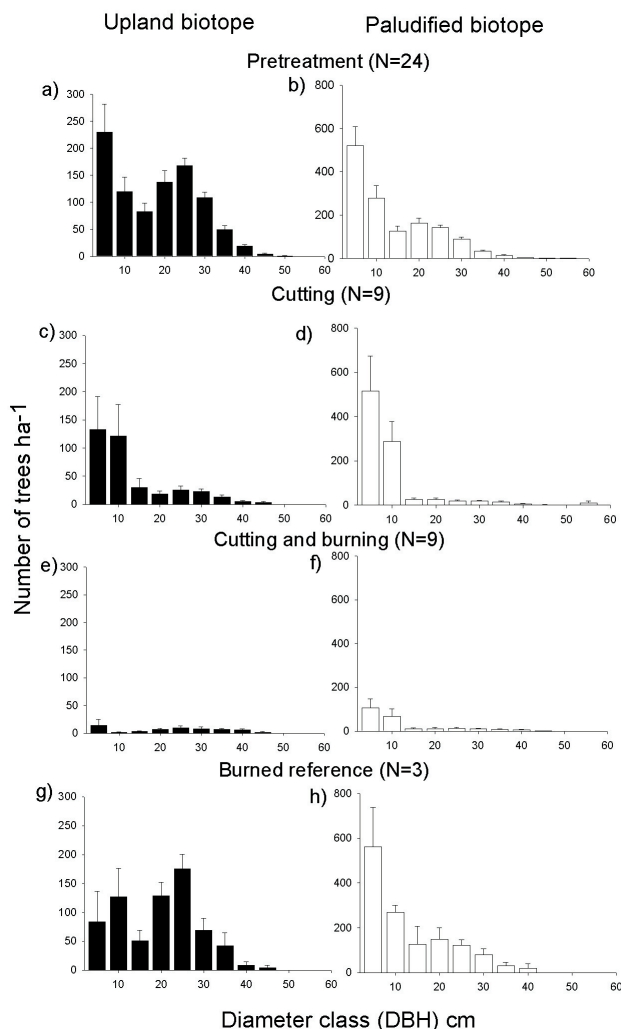 Upland biotope Paludified biotope
Pretreatment (N=24)
a) b)
300 800
250
200 600
150 400
100
50 200
0 0
10 20 30 40 50 60 10 20 30 40 50 60
Cutting (N=9)
c) d)
300 800
250
200 600
150 400
100
50 200
0 0
10 20 30 40 50 60 10 20 30 40 50 60
Cutting and burning (N=9)
e) f)
300 800
250
200 600
150 400
100
50 200
0 0
10 20 30 40 50 60 10 20 30 40 50 60
Burned reference (N=3)
g) h)
300 800
250
200 600
150 400
100
50 200
0 0
10 20 30 40 50 60 10 20 30 40 50 60
Number of trees ha-1
Diameter class (DBH) cm